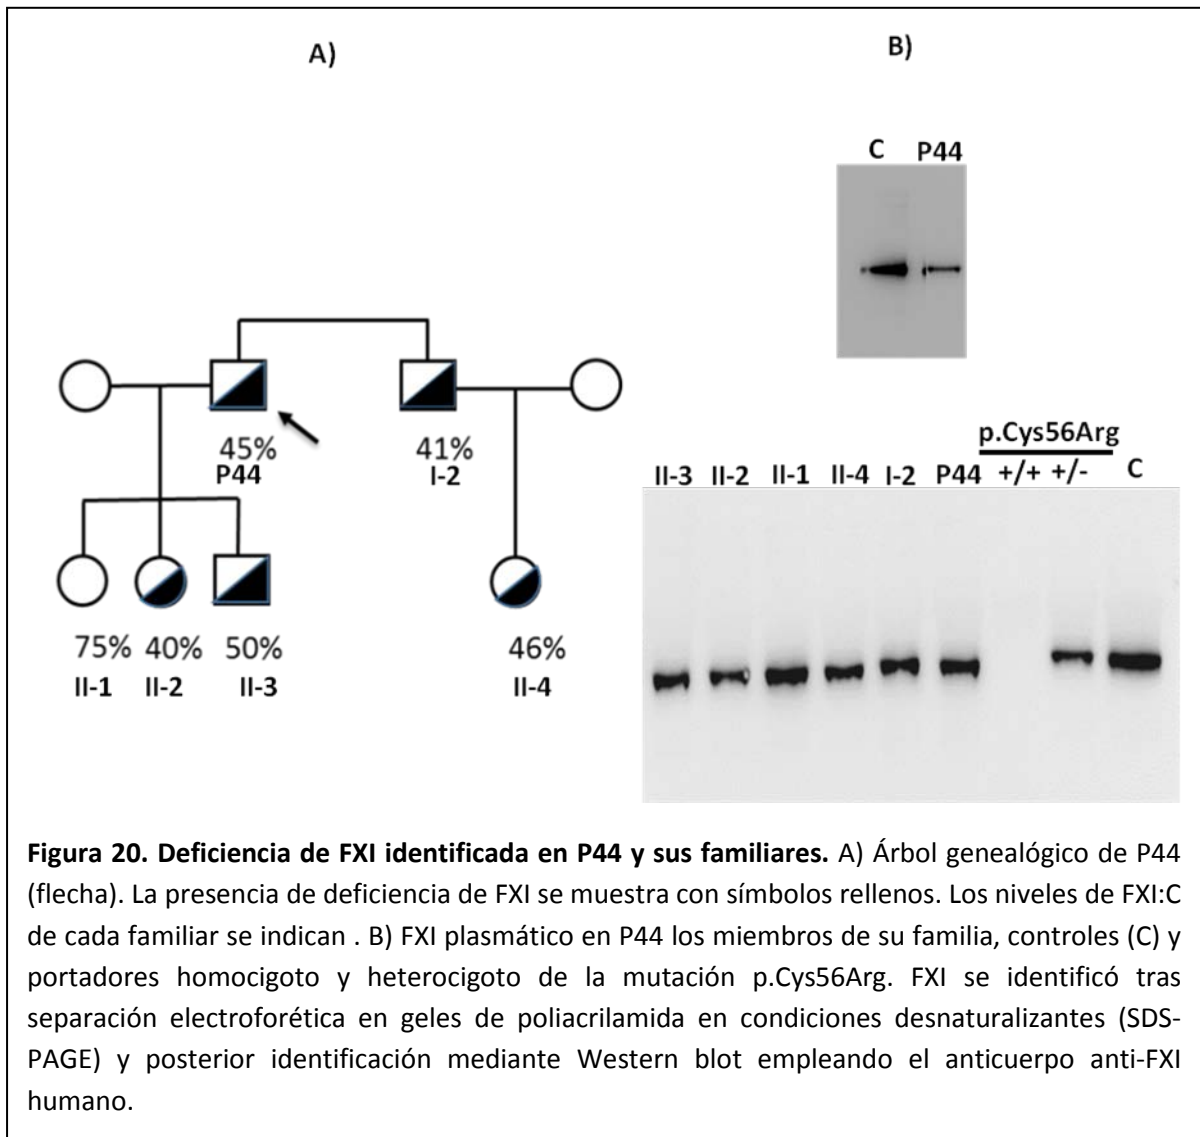 A)
B)
C P44
45% 41%
P44 I-2
p.Cys56Arg
II-3 II-2 II-1 II-4 I-2 P44 +/+ +/- C
75% 40% 50% 46%
II-1 II-2 II-3 II-4
Figura 20. Deficiencia de FXI identificada en P44 y sus familiares. A) Árbol genealógico de P44
(flecha). La presencia de deficiencia de FXI se muestra con símbolos rellenos. Los niveles de FXI:C
de cada familiar se indican . B) FXI plasmático en P44 los miembros de su familia, controles (C) y
portadores homocigoto y heterocigoto de la mutación p.Cys56Arg. FXI se identificó tras
separación electroforética en geles de poliacrilamida en condiciones desnaturalizantes (SDS-
PAGE) y posterior identificación mediante Western blot empleando el anticuerpo anti-FXI
humano.